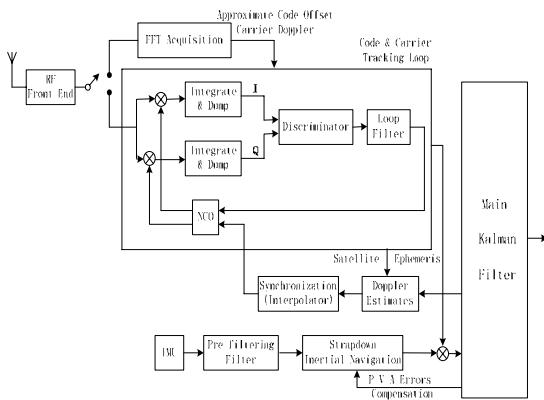 Approximate Code Offset
Carrier Doppler
FFT Acquisition
Code & Carrier
Tracking Loop
RF
Front End
Integrate
& Dump
I
Discriminator
Loop
Filter
Integrate
& Dump
Q
NCO
Main
Kalman
Filter
Satellite Ephemeris
Synchronization
(Interpolator)
Doppler
Estimates
IMU
Pre filtering
Filter
Strapdown
Inertial Navigation
P V A Errors
Compensation